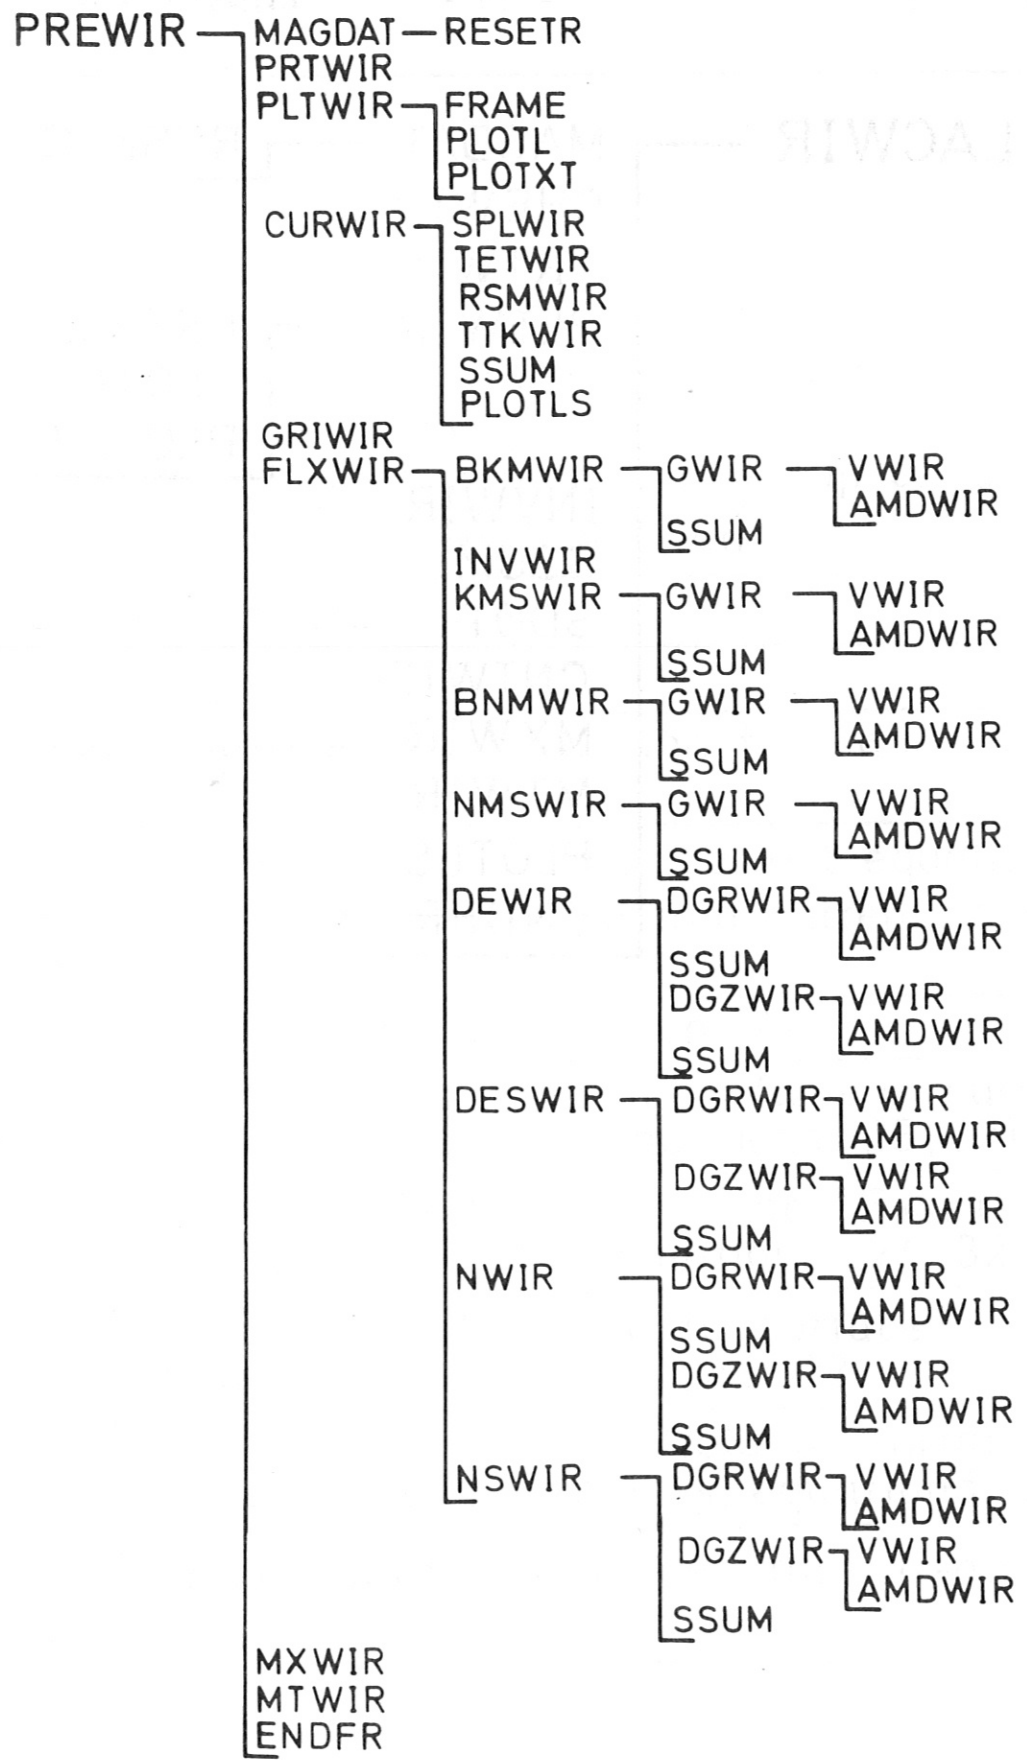 PREWIR MAGDAT RESETR
PRTWIR
PLTWIR FRAME
PLOTL
PLOTXT
CURWIR SPLWIR
TETWIR
RSMWIR
TTKWIR
SSUM
PLOTLS
GRIWIR
FLXWIR BKMWIR GWIR VWIR
AMDWIR
SSUM
INVWIR
KMSWIR GWIR VWIR
AMDWIR
SSUM
BNMWIR GWIR VWIR
AMDWIR
SSUM
NMSWIR GWIR VWIR
AMDWIR
SSUM
DEWIR DGRWIR VWIR
AMDWIR
SSUM
DGZWIR VWIR
AMDWIR
SSUM
DESWIR DGRWIR VWIR
AMDWIR
DGZWIR VWIR
AMDWIR
SSUM
NWIR DGRWIR VWIR
AMDWIR
SSUM
DGZWIR VWIR
AMDWIR
SSUM
NSWIR DGRWIR VWIR
AMDWIR
DGZWIR VWIR
AMDWIR
SSUM
MXWIR
MTWIR
ENDFR